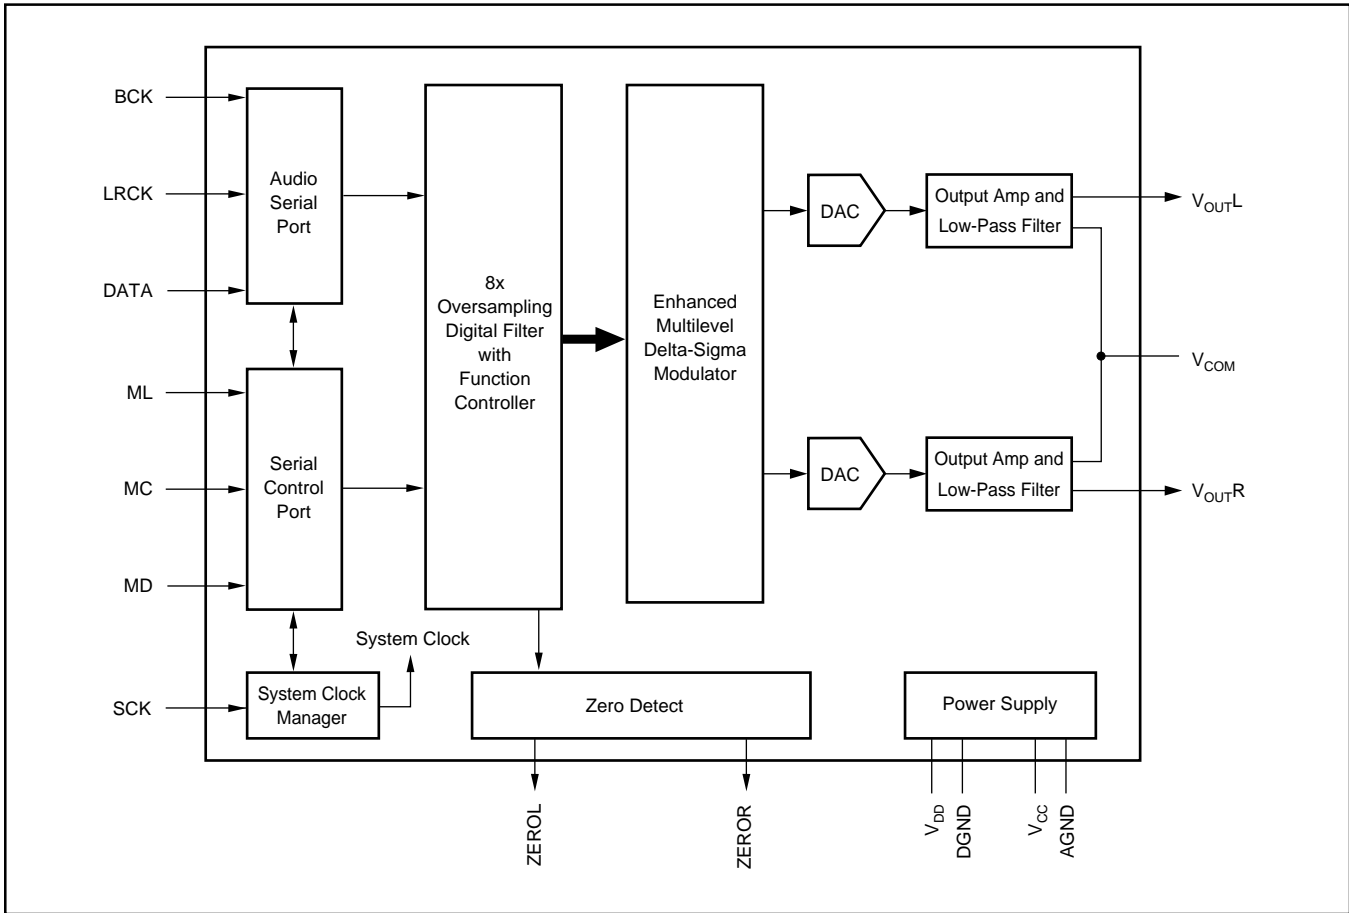 BCK
LRCK
DATA
ML
MC
MD
SCK
Audio
Serial
Port
Serial
Control
Port
System Clock
Manager
System Clock
8x
Oversampling
Digital Filter
with
Function
Controller
Enhanced
Multilevel
Delta-Sigma
Modulator
DAC
Output Amp and
Low-Pass Filter
VOUTL
VCOM
DAC
Output Amp and
Low-Pass Filter
VOUTR
Zero Detect
Power Supply
ZEROL
ZEROR
VDD
DGND
VCC
AGND